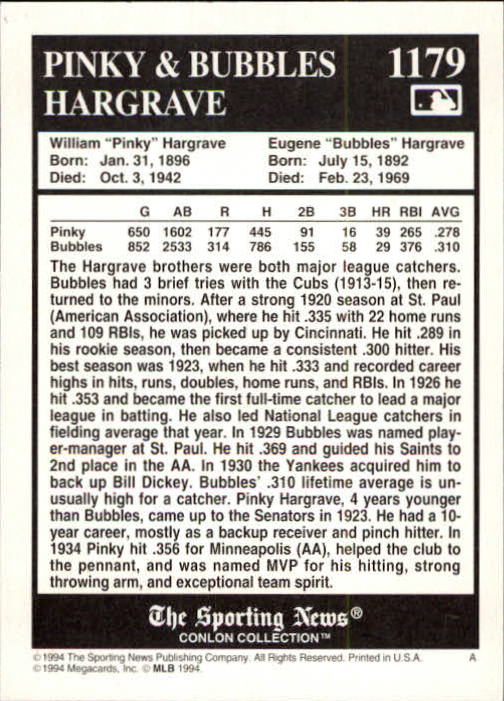 PINKY & BUBBLES 1179
HARGRAVE
William "Pinky" Hargrave Eugene "Bubbles" Hargrave
Born: Jan. 31, 1896 Born: July 15, 1892
Died: Oct. 3, 1942 Died: Feb. 23, 1969
G AB R H 2B 3B HR RBI AVG
Pinky 650 1602 177 445 91 16 39 265 .278
Bubbles 852 2533 314 786 155 58 29 376 .310
The Hargrave brothers were both major league catchers.
Bubbles had 3 brief tries with the Cubs (1913-15), then re-
turned to the minors. After a strong 1920 season at St. Paul
(American Association), where he hit .335 with 22 home runs
and 109 RBIs, he was picked up by Cincinnati. He hit .289 in
his rookie season, then became a consistent .300 hitter. His
best season was 1923, when he hit .333 and recorded career
highs in hits, runs, doubles, home runs, and RBIs. In 1926 he
hit .353 and became the first full-time catcher to lead a major
league in batting. He also led National League catchers in
fielding average that year. In 1929 Bubbles was named play-
er-manager at St. Paul. He hit .369 and guided his Saints to
2nd place in the AA. In 1930 the Yankees acquired him to
back up Bill Dickey. Bubbles' .310 lifetime average is un-
usually high for a catcher. Pinky Hargrave, 4 years younger
than Bubbles, came up to the Senators in 1923. He had a 10-
year career, mostly as a backup receiver and pinch hitter. In
1934 Pinky hit .356 for Minneapolis (AA), helped the club to
the pennant, and was named MVP for his hitting, strong
throwing arm, and exceptional team spirit.
The Sporting News®
CONLON COLLECTION™
©1994 The Sporting News Publishing Company. All Rights Reserved. Printed in U.S.A. A
©1994 Megacards, Inc. © MLB 1994